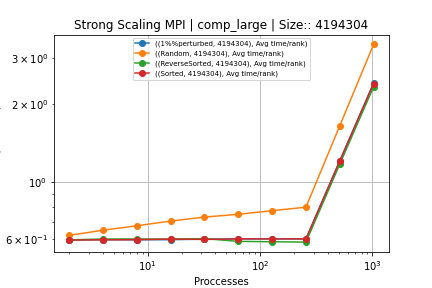 Strong Scaling MPI | comp_large | Size:: 4194304
((1%%perturbed, 4194304), Avg time/rank)
((Random, 4194304), Avg time/rank)
((ReverseSorted, 4194304), Avg time/rank)
((Sorted, 4194304), Avg time/rank)
3 × 10⁰
2 × 10⁰
10⁰
6 × 10⁻¹
10¹ 10² 10³
Proccesses